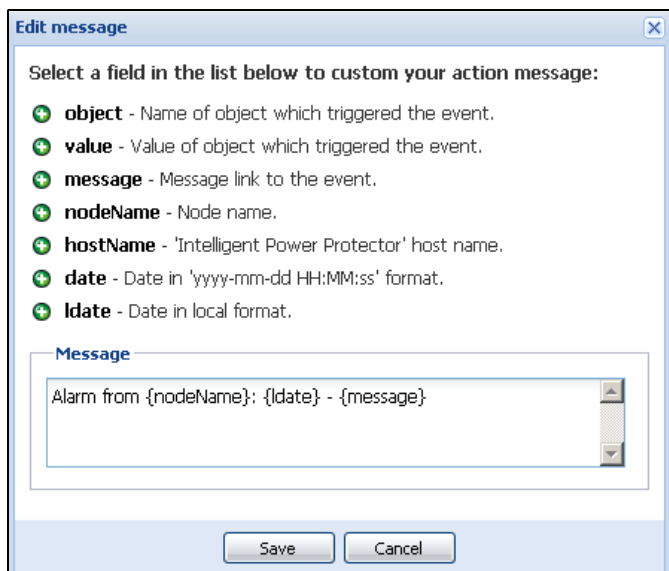 Edit message
Select a field in the list below to custom your action message:
object - Name of object which triggered the event.
value - Value of object which triggered the event.
message - Message link to the event.
nodeName - Node name.
hostName - 'Intelligent Power Protector' host name.
date - Date in 'yyyy-mm-dd HH:MM:ss' format.
ldate - Date in local format.
Message
Alarm from {nodeName}: {ldate} - {message}
Save Cancel